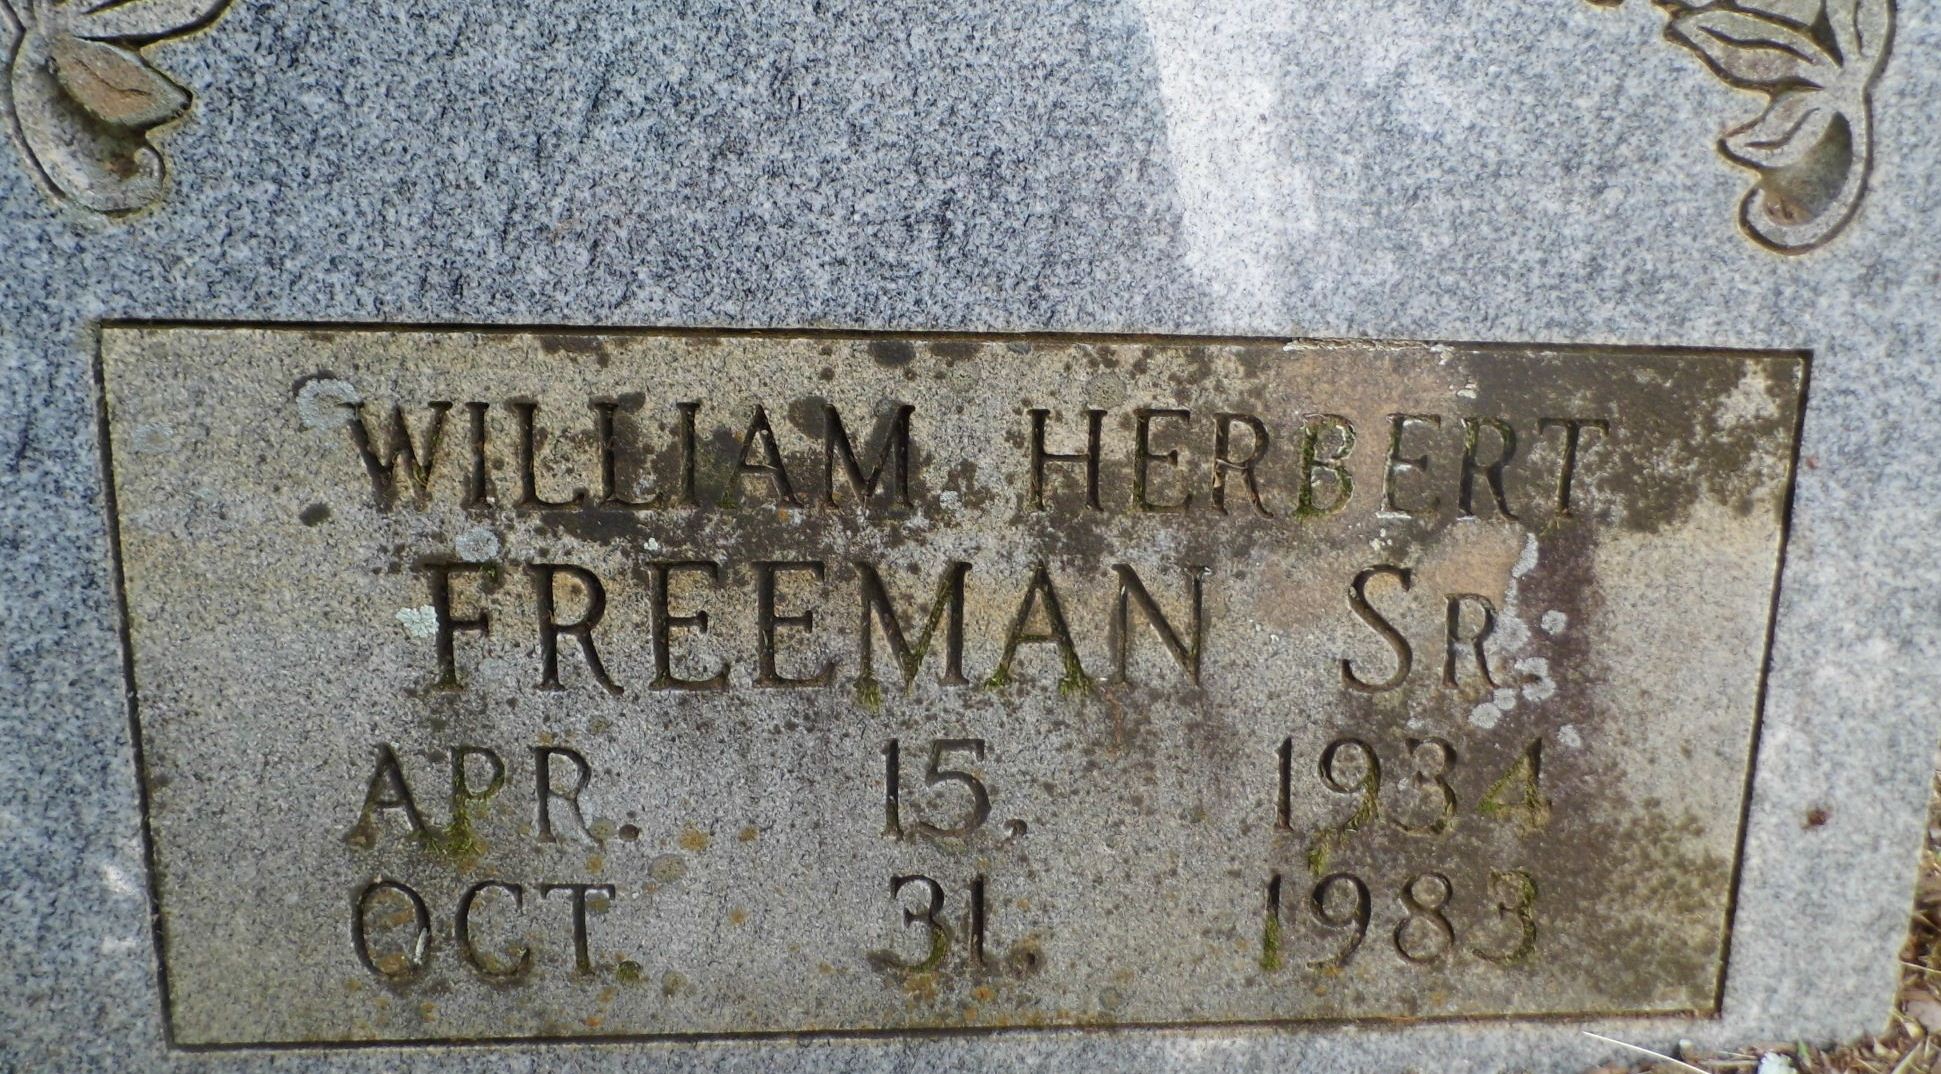 WILLIAM HERBERT
FREEMAN SR
APR. 15, 1934
OCT. 31, 1983